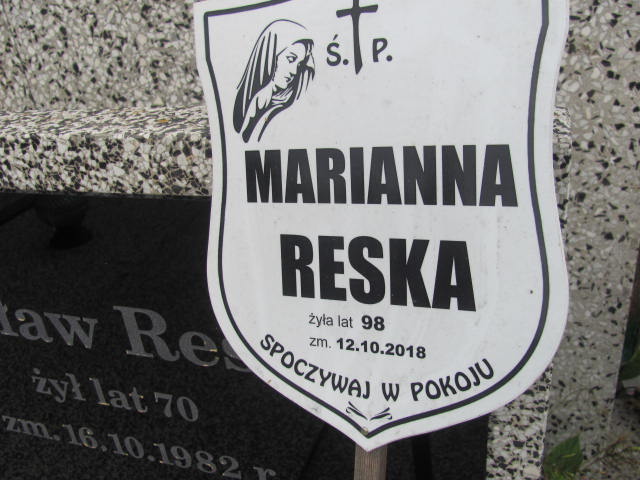 Ś. P.
MARIANNA
RESKA
żyła lat 98
zm. 12.10.2018
SPOCZYWAJ W POKOJU
żył lat 70
zm. 16.10.1982 r